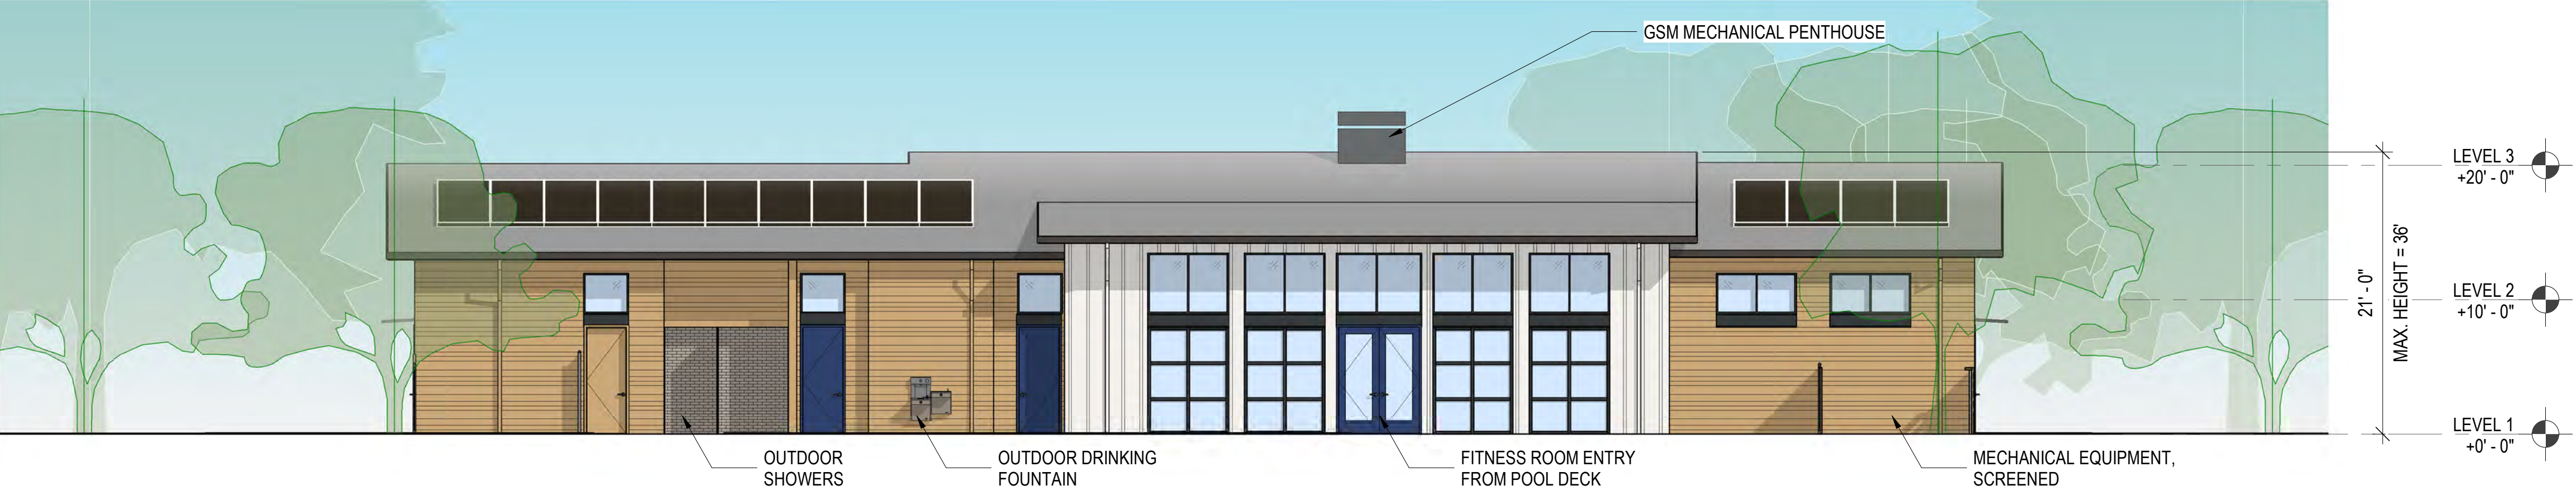 GSM MECHANICAL PENTHOUSE
LEVEL 3
+20' - 0"
21' - 0"
MAX. HEIGHT = 36'
LEVEL 2
+10' - 0"
LEVEL 1
+0' - 0"
OUTDOOR
SHOWERS
OUTDOOR DRINKING
FOUNTAIN
FITNESS ROOM ENTRY
FROM POOL DECK
MECHANICAL EQUIPMENT,
SCREENED